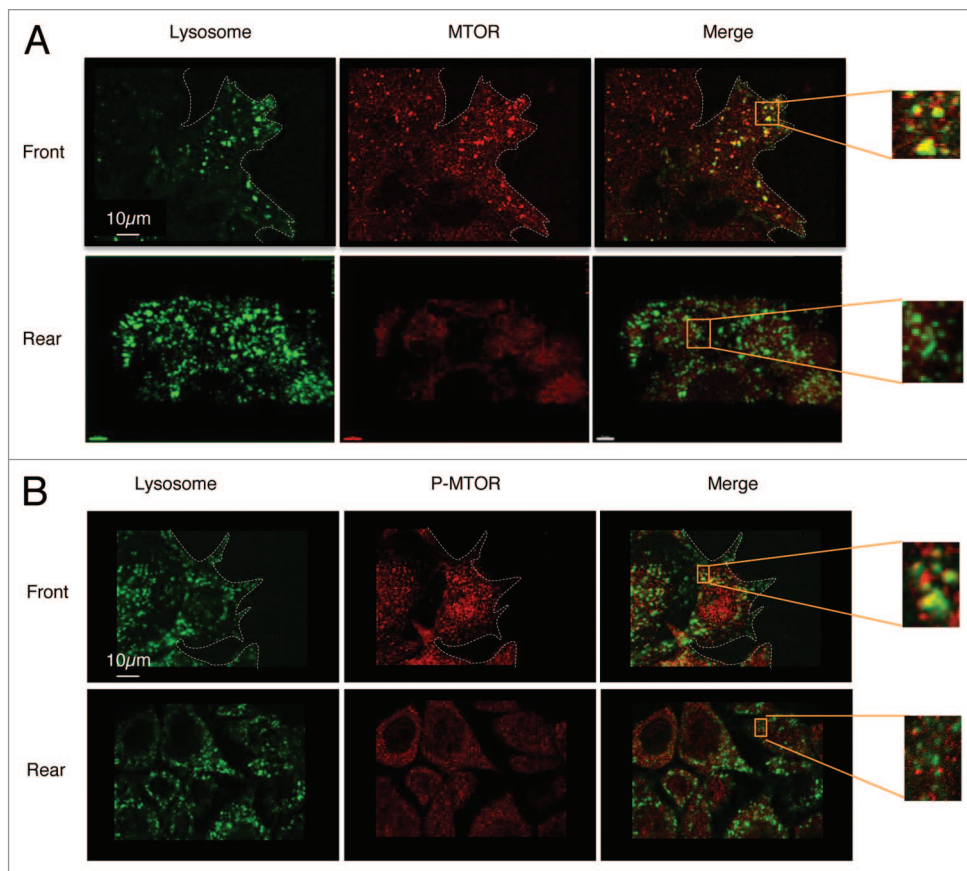 A
Lysosome MTOR Merge
Front
10µm
Rear
B
Lysosome P-MTOR Merge
Front
10µm
Rear